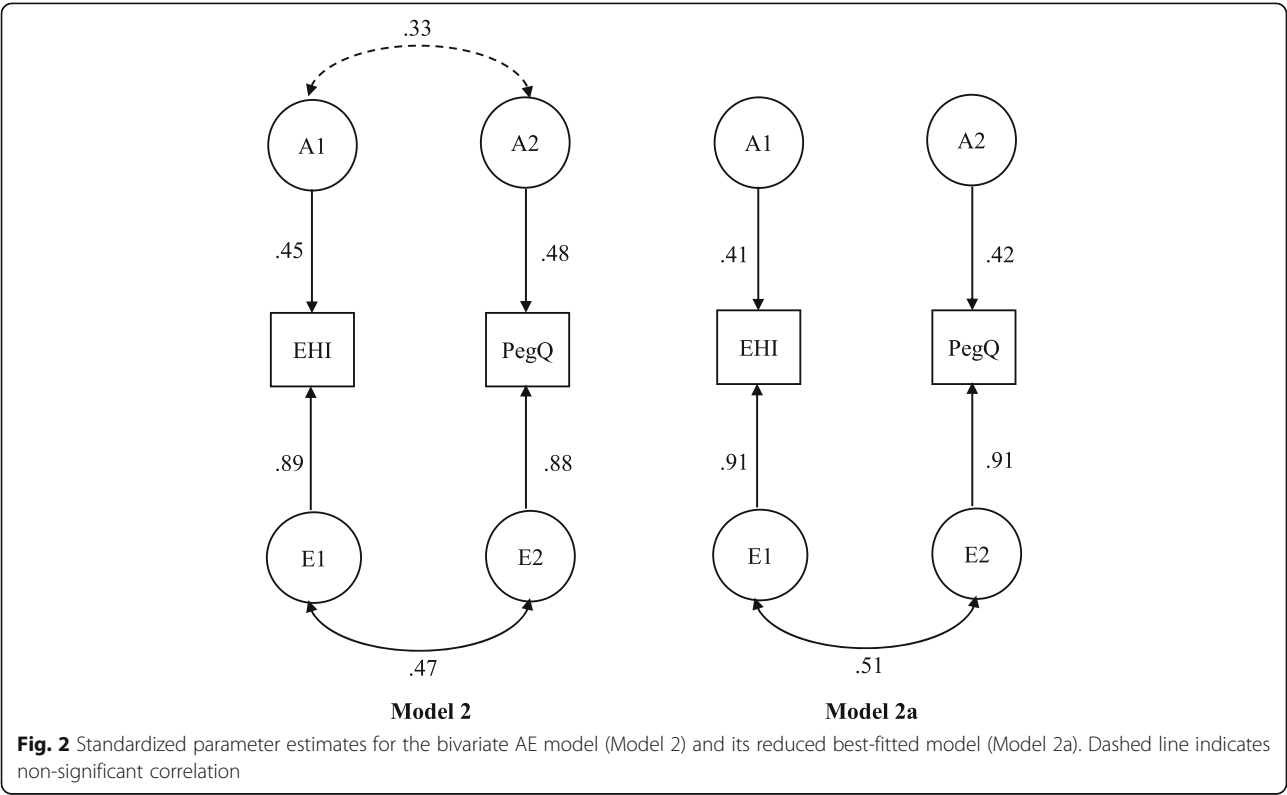 .33
A1
A2
A1
A2
.45
.48
.41
.42
EHI
PegQ
EHI
PegQ
.89
.88
.91
.91
E1
E2
E1
E2
.47
.51
Model 2
Model 2a
Fig. 2 Standardized parameter estimates for the bivariate AE model (Model 2) and its reduced best-fitted model (Model 2a). Dashed line indicates
non-significant correlation